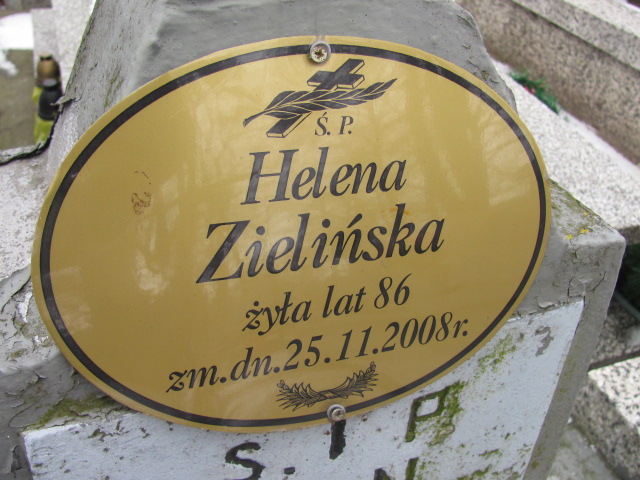 Ś. P.
Helena
Zielińska
żyła lat 86
zm.dn.25.11.2008r.
S. P